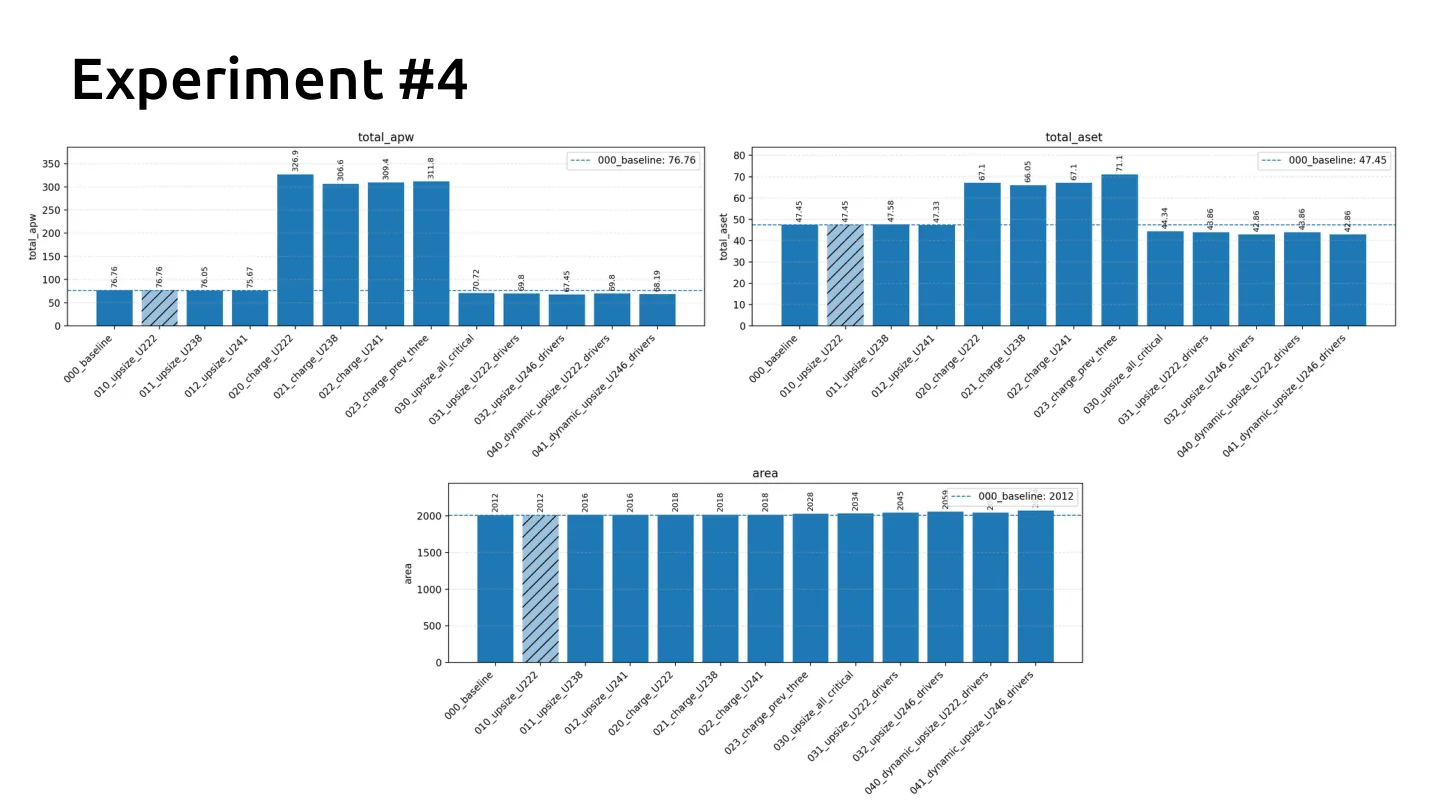 Experiment #4
total_apw
000_baseline: 76.76
total_apw
350
300
250
200
150
100
50
0
76.76
76.76
76.05
75.67
326.9
306.6
309.4
311.8
70.72
69.8
67.45
69.8
68.19
000_baseline
010_upsize_U222
011_upsize_U238
012_upsize_U241
020_charge_U222
021_charge_U238
022_charge_U241
023_charge_prev_three
030_upsize_all_critical
031_upsize_U222_drivers
032_upsize_U246_drivers
040_dynamic_upsize_U222_drivers
041_dynamic_upsize_U246_drivers
total_aset
000_baseline: 47.45
total_aset
80
70
60
50
40
30
20
10
0
47.45
47.45
47.58
47.33
67.1
66.05
67.1
71.1
44.34
43.86
42.86
43.86
42.86
000_baseline
010_upsize_U222
011_upsize_U238
012_upsize_U241
020_charge_U222
021_charge_U238
022_charge_U241
023_charge_prev_three
030_upsize_all_critical
031_upsize_U222_drivers
032_upsize_U246_drivers
040_dynamic_upsize_U222_drivers
041_dynamic_upsize_U246_drivers
area
000_baseline: 2012
area
2000
1500
1000
500
0
2012
2012
2016
2016
2018
2018
2018
2028
2034
2045
2059
000_baseline
010_upsize_U222
011_upsize_U238
012_upsize_U241
020_charge_U222
021_charge_U238
022_charge_U241
023_charge_prev_three
030_upsize_all_critical
031_upsize_U222_drivers
032_upsize_U246_drivers
040_dynamic_upsize_U222_drivers
041_dynamic_upsize_U246_drivers